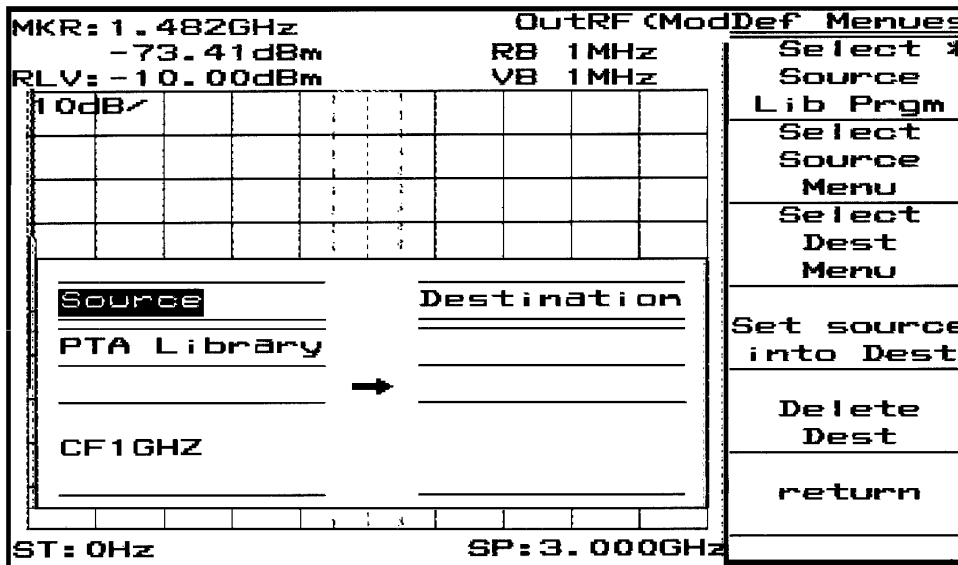 MKR: 1.482GHz
-73.41dBm
RLV: -10.00dBm
OutRF (Mod
RB 1MHz
VB 1MHz
10dB/
Source
PTA Library
CF1GHZ
Destination
ST: 0Hz
SP: 3.000GHz
Def Menues
Select *
Source
Lib Prgm
Select
Source
Menu
Select
Dest
Menu
Set source
into Dest
Delete
Dest
return